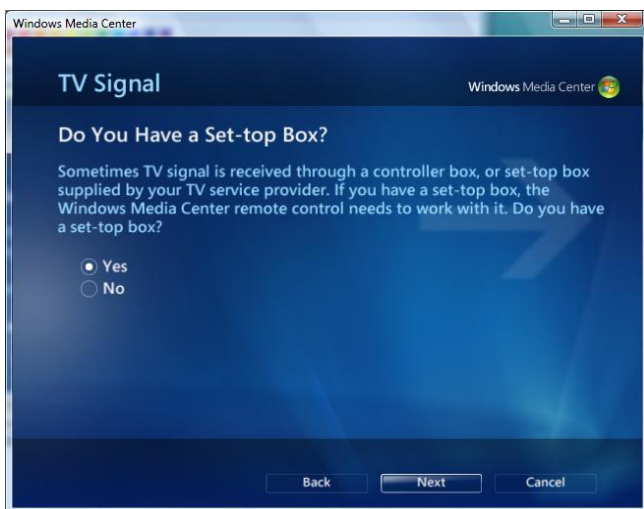 Windows Media Center
TV Signal
Windows Media Center
Do You Have a Set-top Box?
Sometimes TV signal is received through a controller box, or set-top box
supplied by your TV service provider. If you have a set-top box, the
Windows Media Center remote control needs to work with it. Do you have
a set-top box?
Yes
No
Back Next Cancel